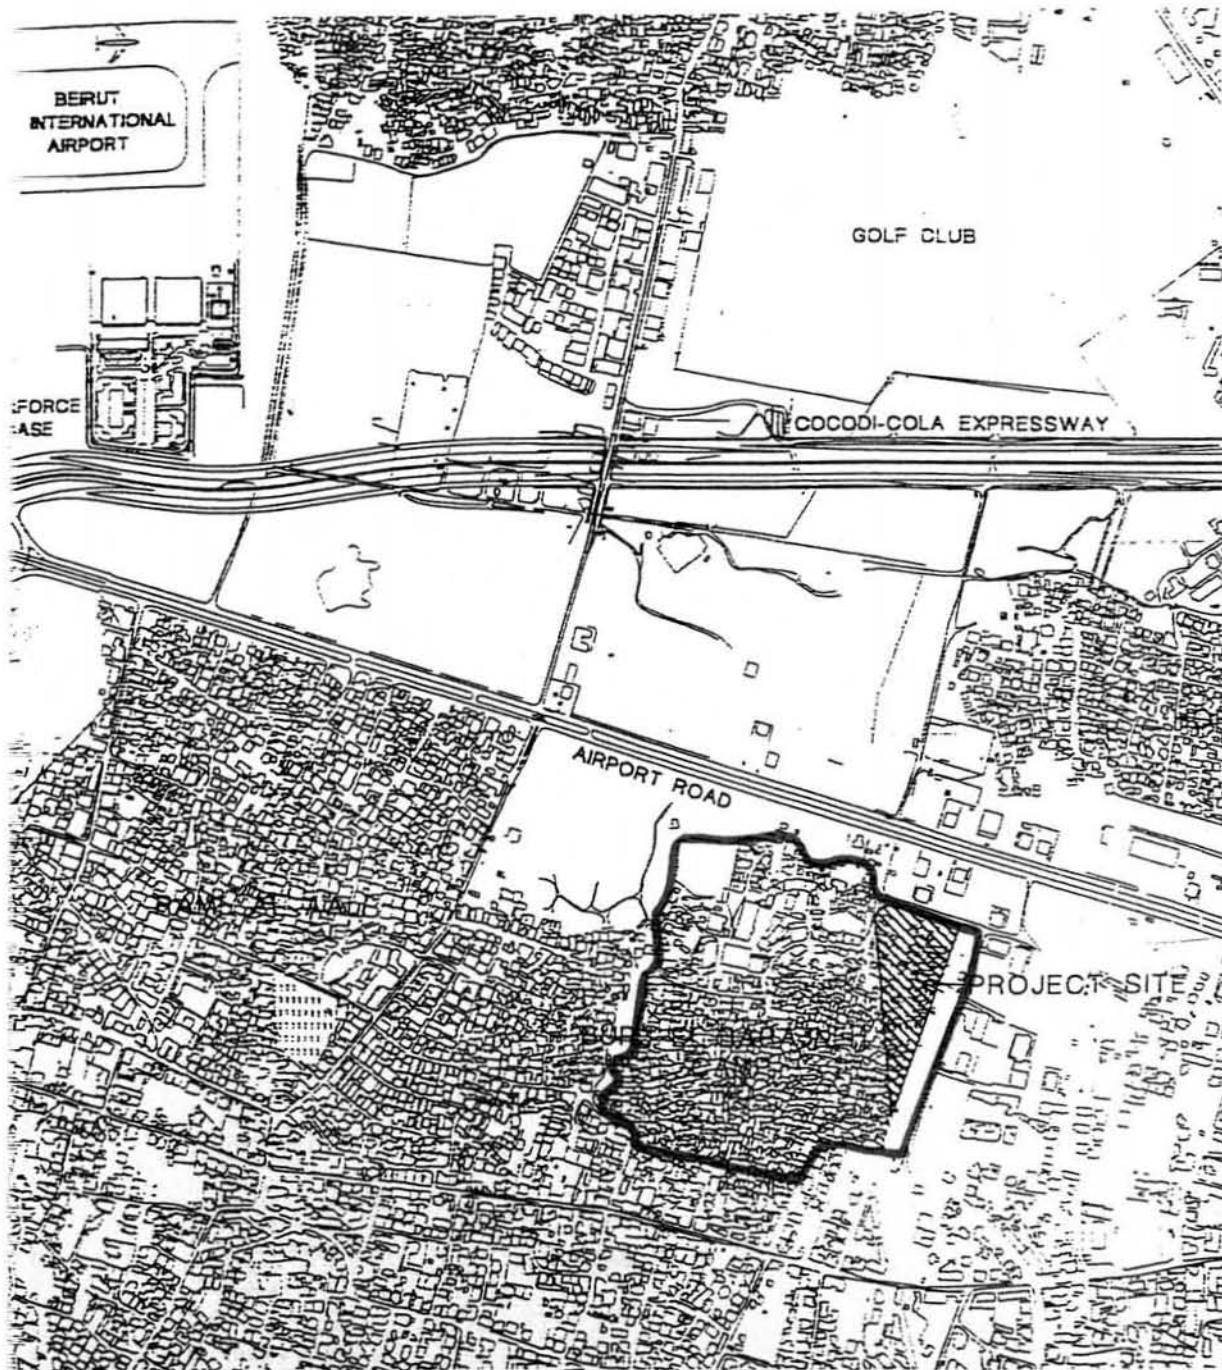 BEIRUT
INTERNATIONAL
AIRPORT
GOLF CLUB
FORCE
ASE
COCODI-COLA EXPRESSWAY
AIRPORT ROAD
PROJECT SITE